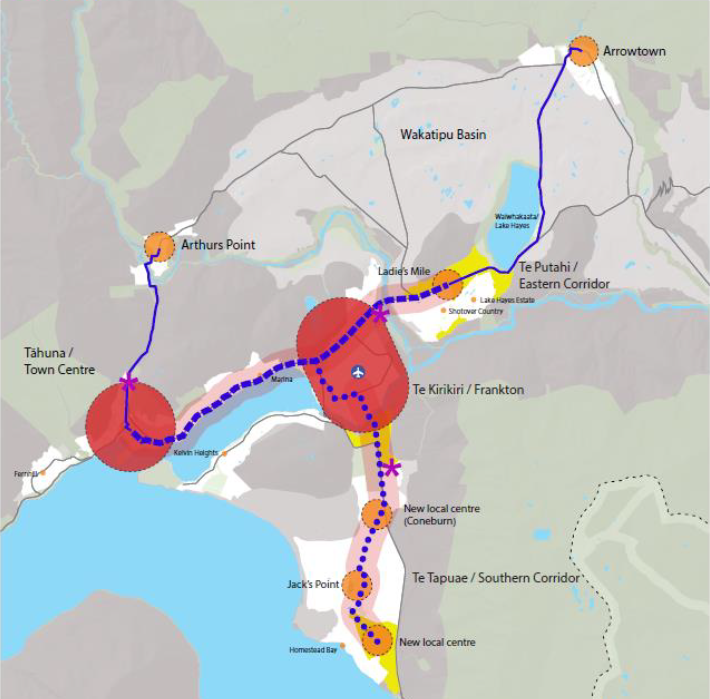 Arrowtown
Wakatipu Basin
Waiwhakaata/
Lake Hayes
Arthurs Point
Ladie's Mile
Te Putahi /
Eastern Corridor
Lake Hayes Estate
Shotover Country
Tāhuna /
Town Centre
Marina
Te Kirikiri / Frankton
Kelvin Heights
Fernhill
New local centre
(Coneburn)
Jack's Point
Te Tapuae / Southern Corridor
New local centre
Homestead Bay